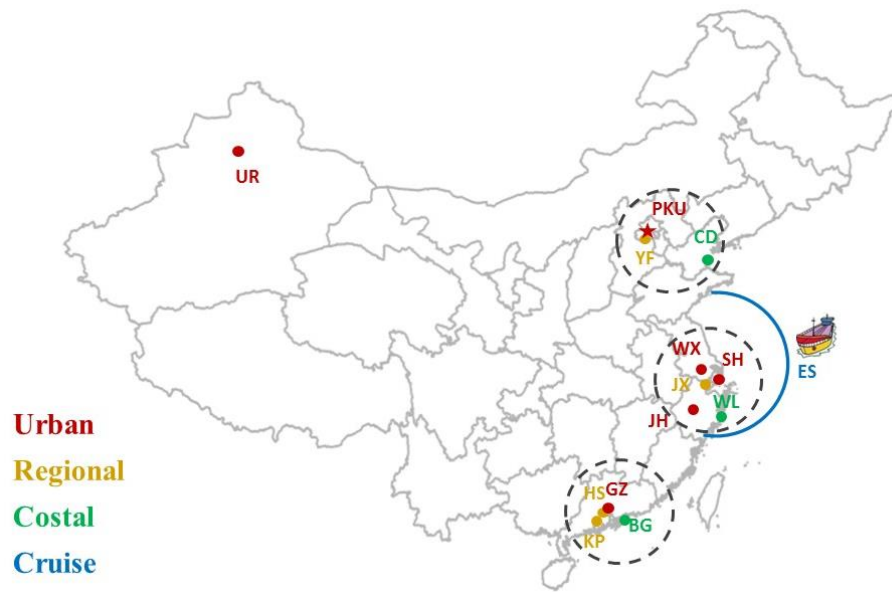 UR
PKU
CD
YF
WX
SH
JX
ES
WL
JH
HS
GZ
BG
KP
Urban
Regional
Costal
Cruise